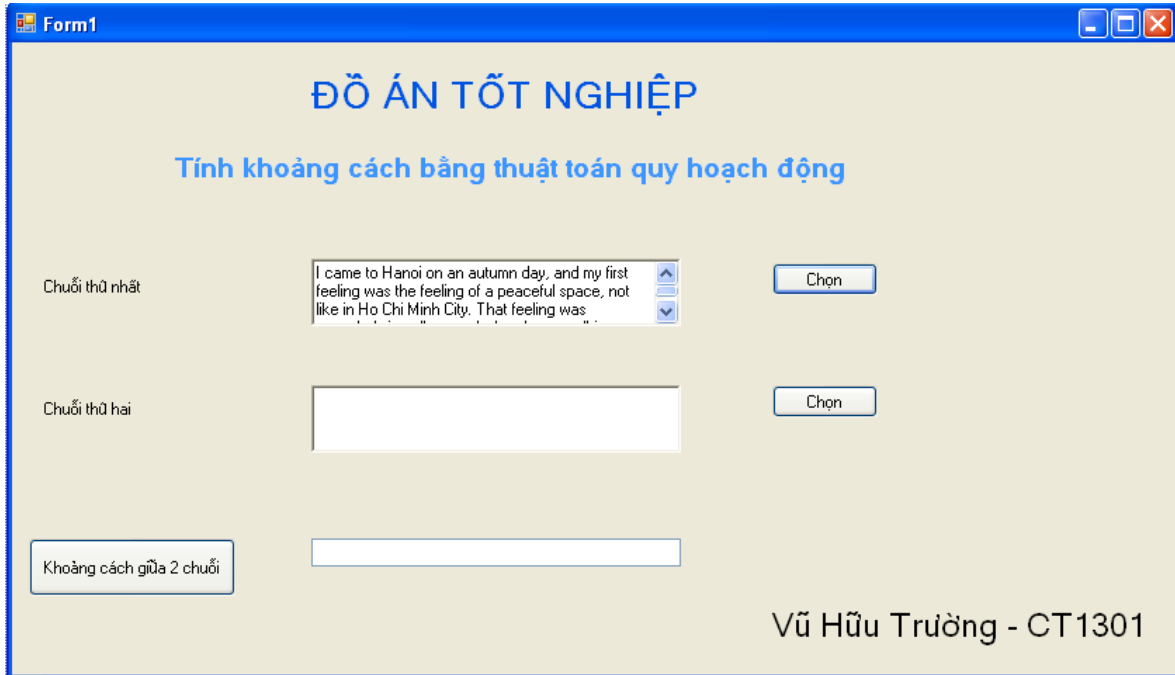 Form1
ĐỒ ÁN TỐT NGHIỆP
Tính khoảng cách bằng thuật toán quy hoạch động
Chuỗi thứ nhất
I came to Hanoi on an autumn day, and my first
feeling was the feeling of a peaceful space, not
like in Ho Chi Minh City. That feeling was
Chọn
Chuỗi thứ hai
Chọn
Khoảng cách giữa 2 chuỗi
Vũ Hữu Trường - CT1301